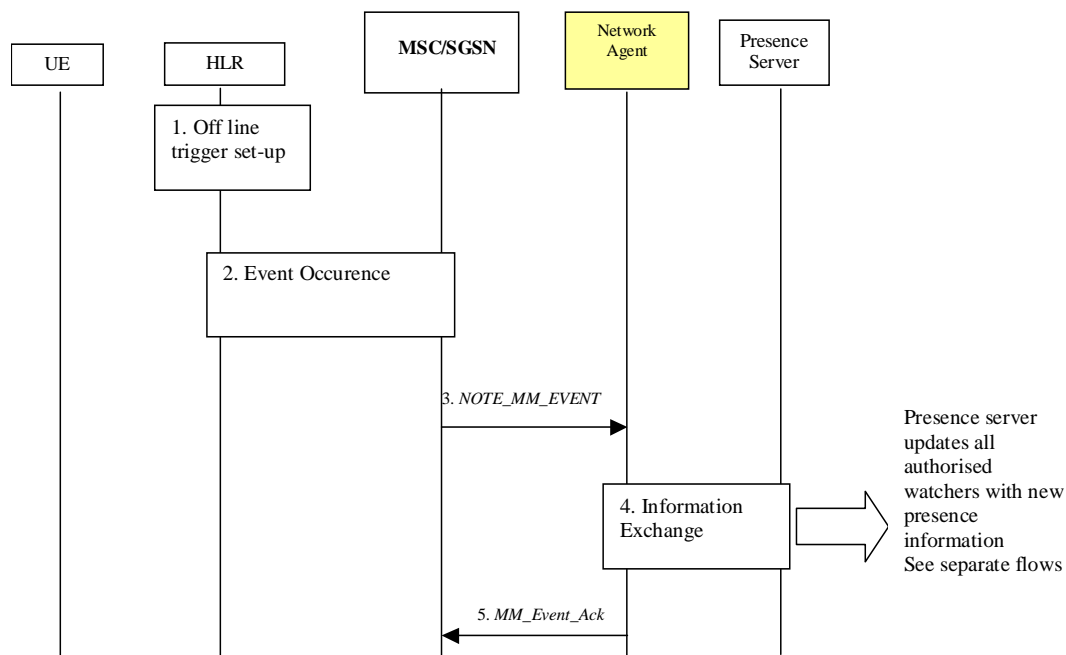 UE
HLR
MSC/SGSN
Network
Agent
Presence
Server
1. Off line
trigger set-up
2. Event Occurence
3. NOTE_MM_EVENT
4. Information
Exchange
Presence server
updates all
authorised
watchers with new
presence
information
See separate flows
5. MM_Event_Ack